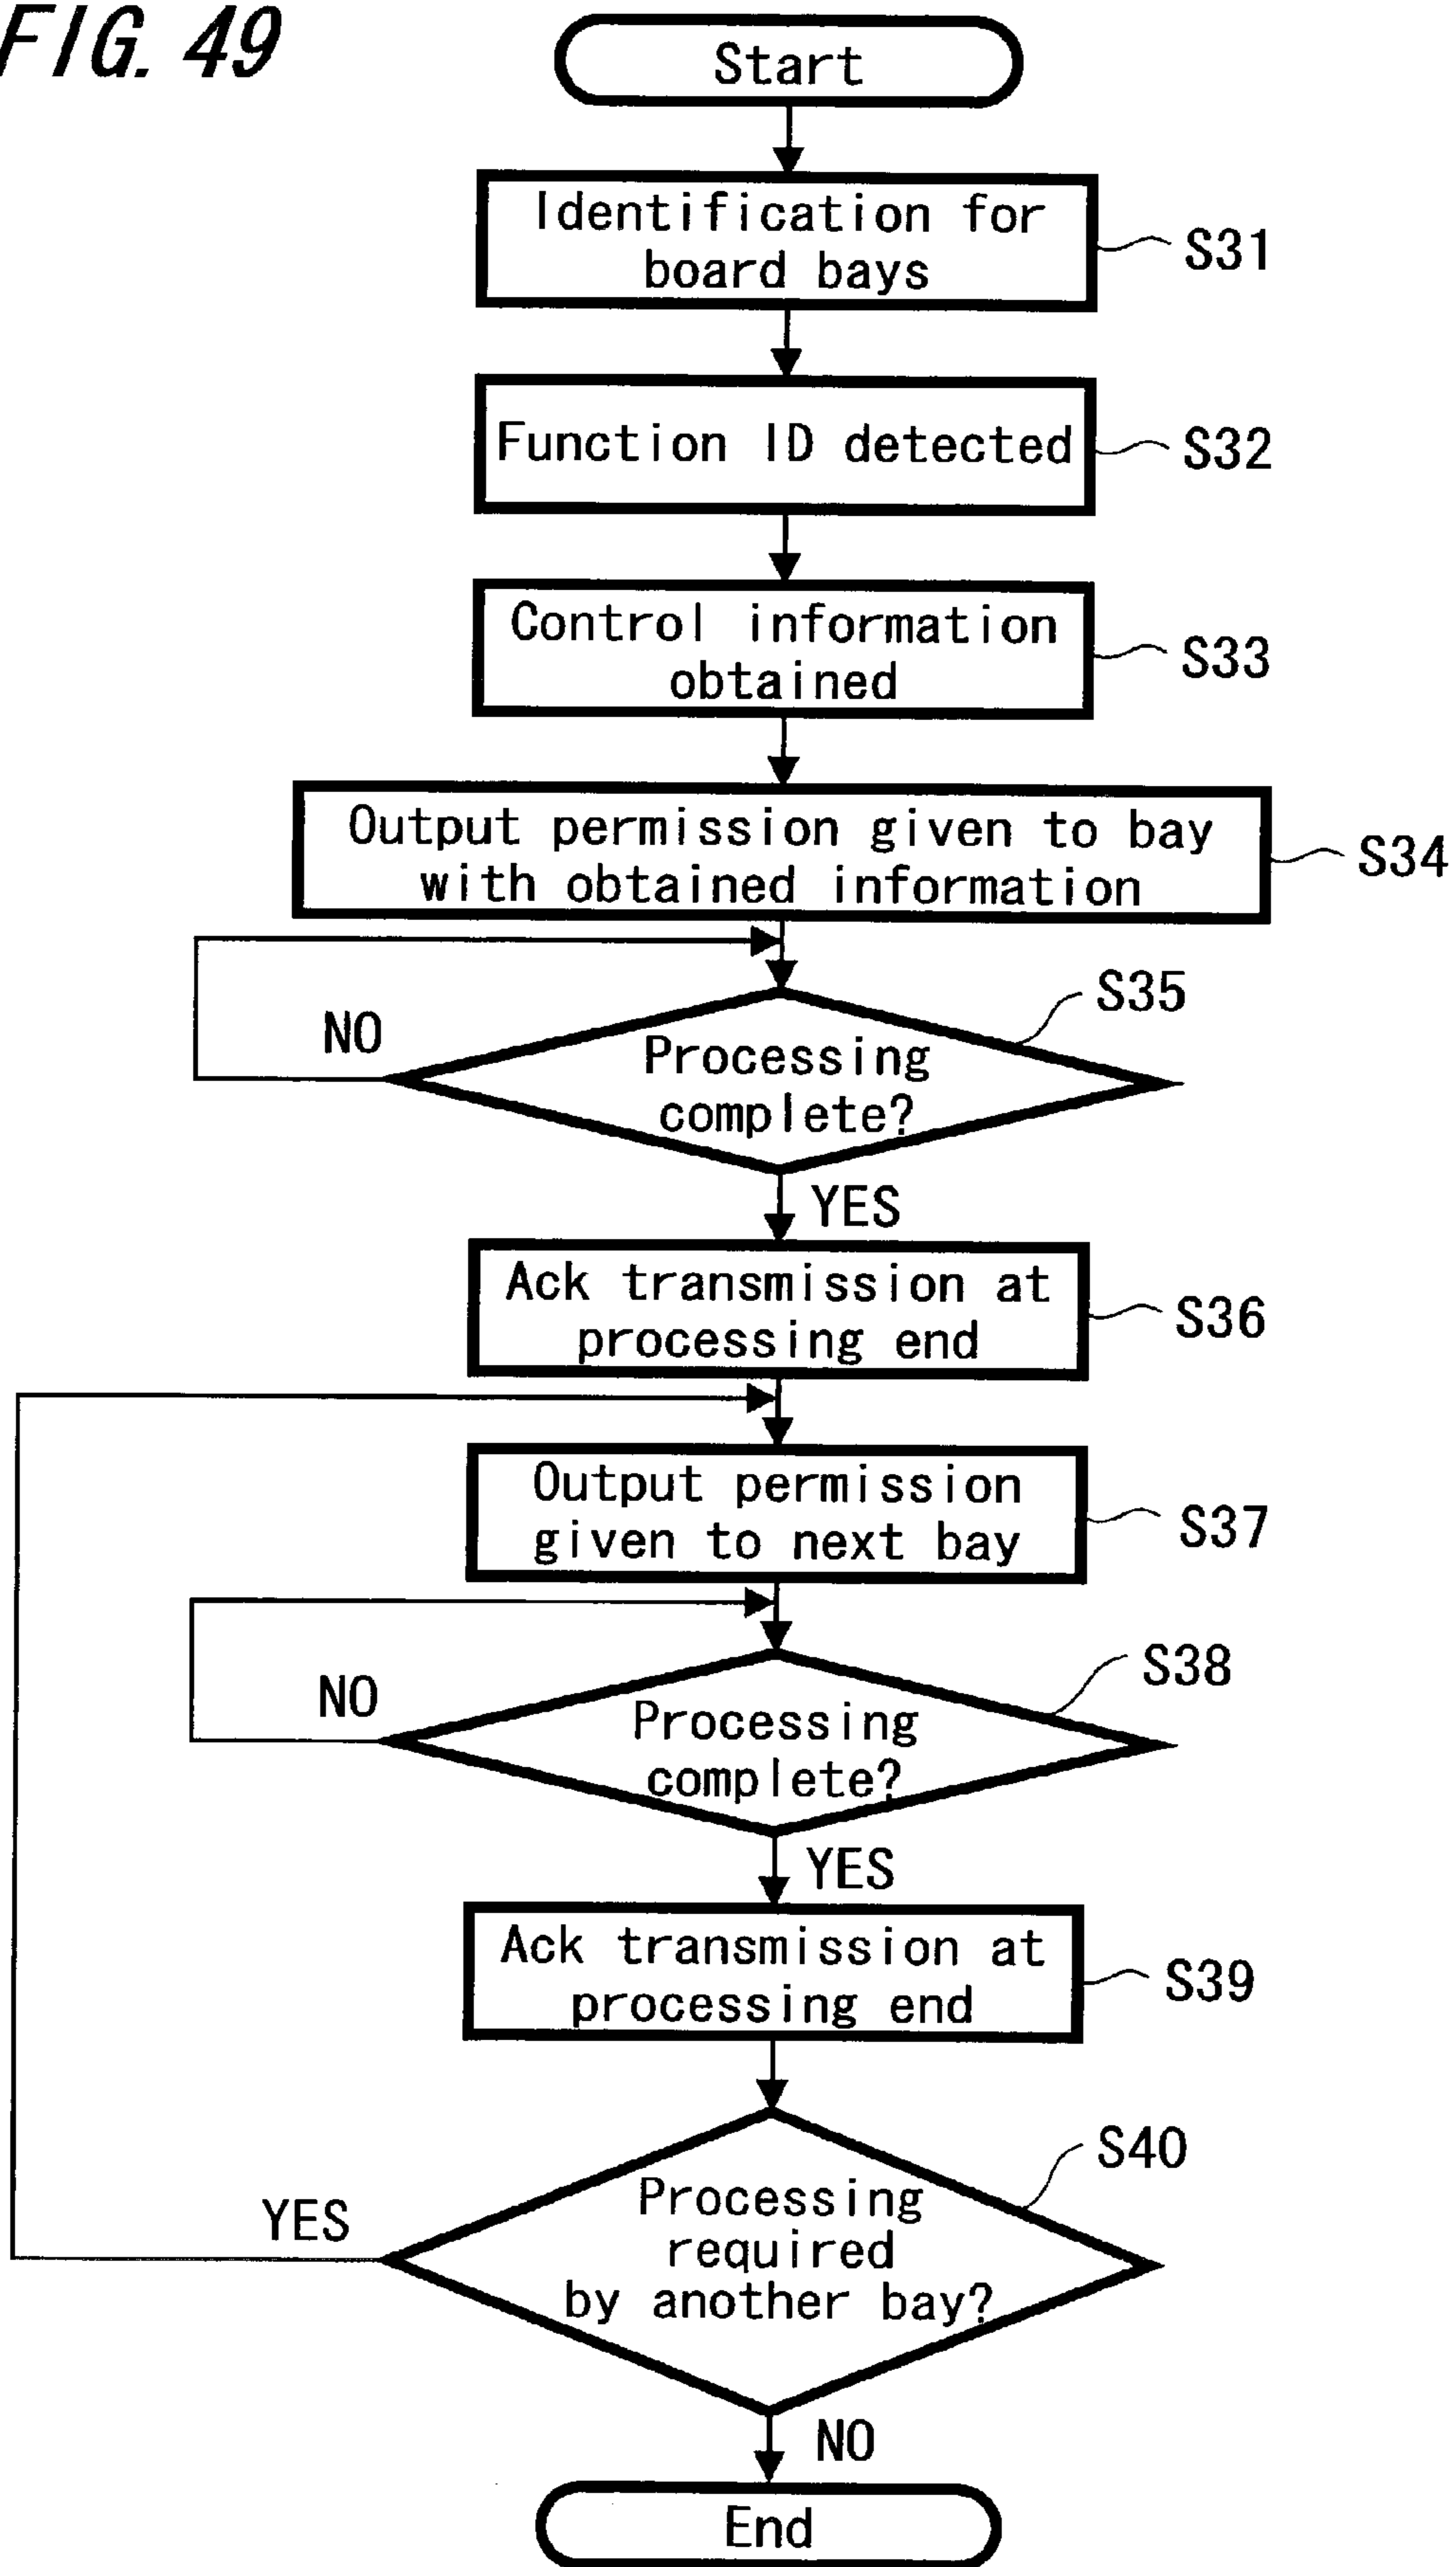 FIG. 49
Start
Identification for
board bays
S31
Function ID detected
S32
Control information
obtained
S33
Output permission given to bay
with obtained information
S34
S35
NO
Processing
complete?
YES
Ack transmission at
processing end
S36
Output permission
given to next bay
S37
S38
NO
Processing
complete?
YES
Ack transmission at
processing end
S39
S40
YES
Processing
required
by another bay?
NO
End